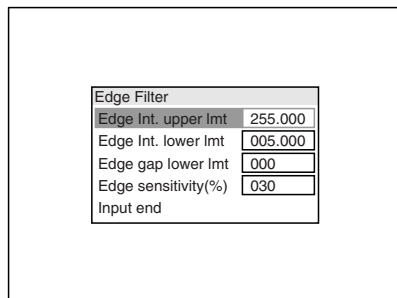 Edge Filter
Edge Int. upper lmt 255.000
Edge Int. lower lmt 005.000
Edge gap lower lmt 000
Edge sensitivity(%) 030
Input end